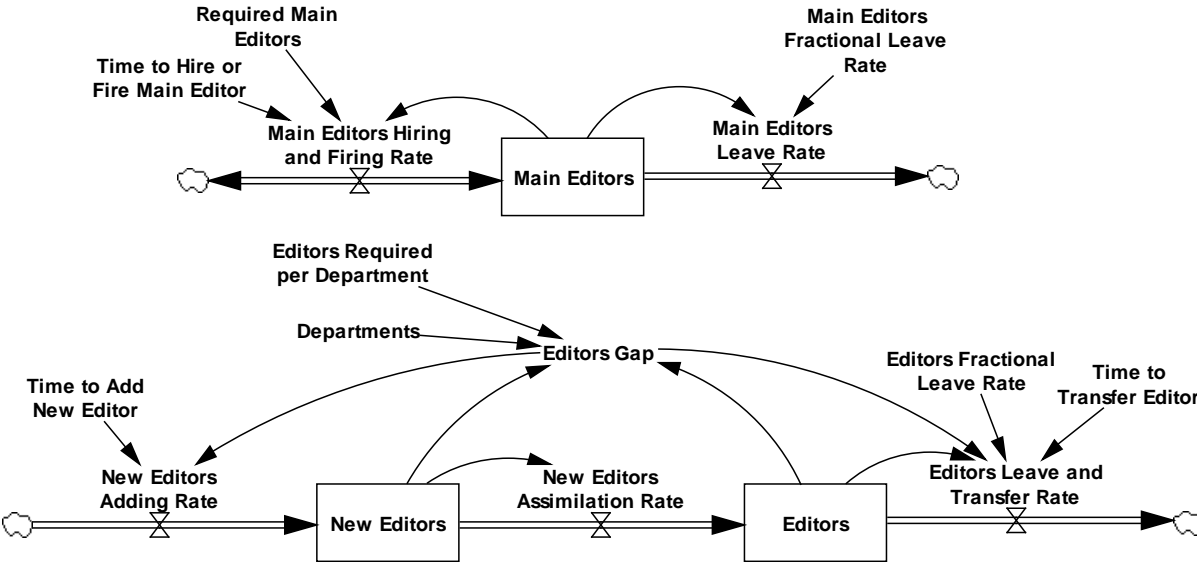 Required Main
Editors
Time to Hire or
Fire Main Editor
Main Editors
Fractional Leave
Rate
Main Editors Hiring
and Firing Rate
Main Editors
Leave Rate
Main Editors
Editors Required
per Department
Departments
Editors Gap
Time to Add
New Editor
Editors Fractional
Leave Rate
Time to
Transfer Editor
New Editors
Adding Rate
New Editors
Assimilation Rate
Editors Leave and
Transfer Rate
New Editors
Editors